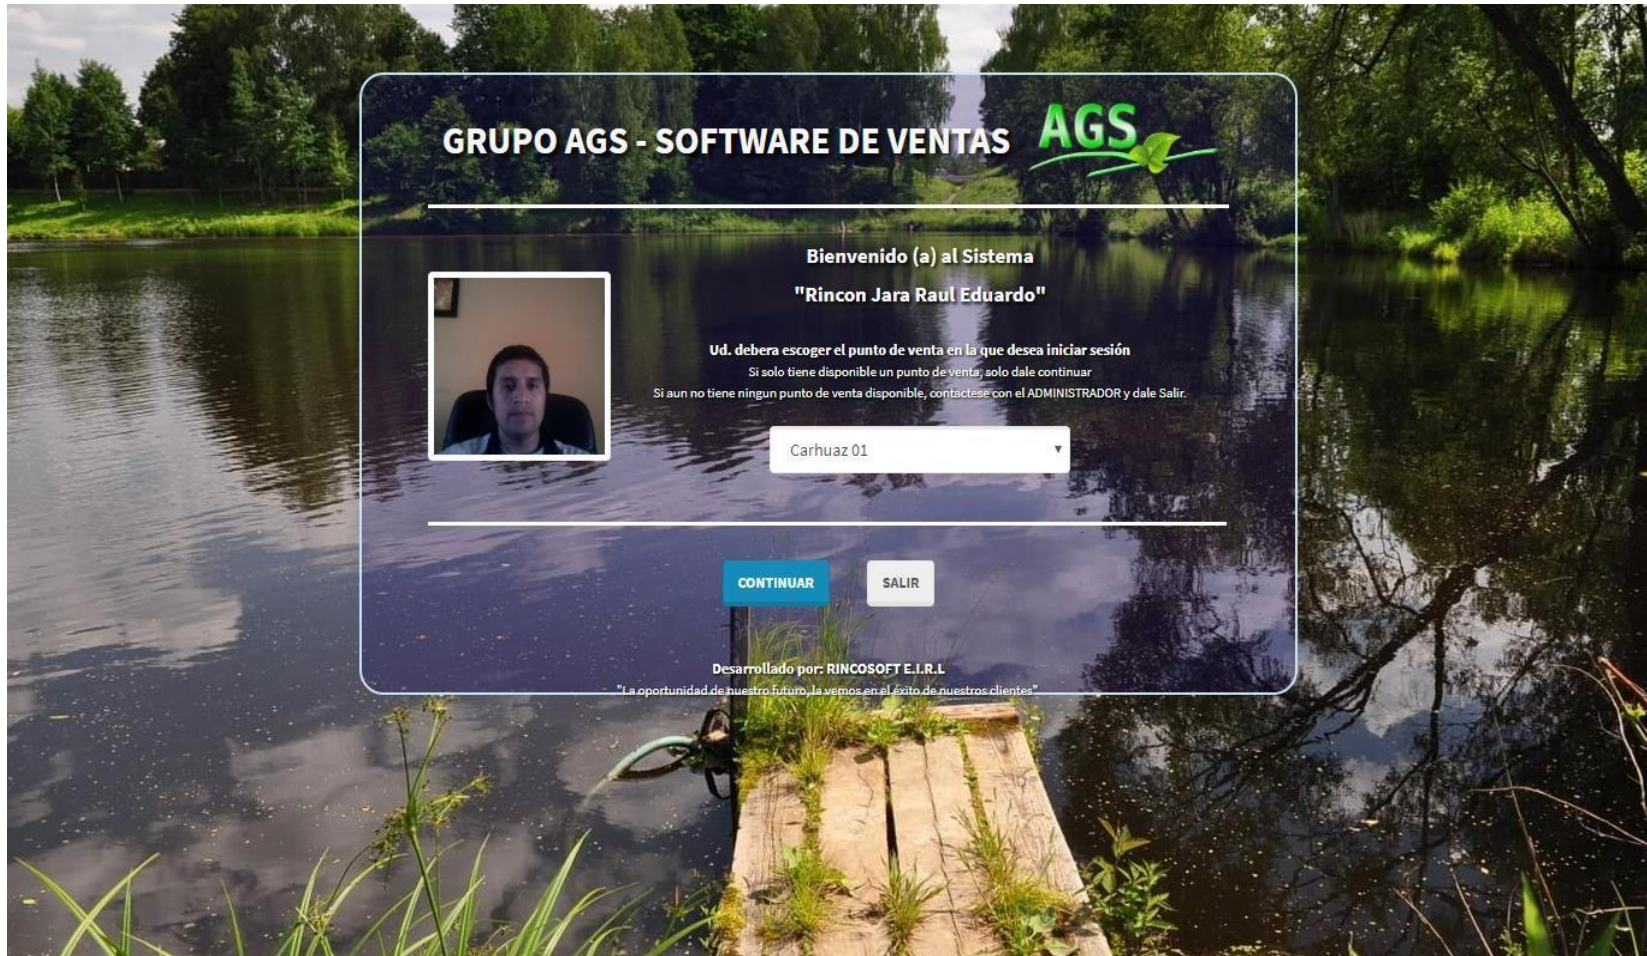 GRUPO AGS - SOFTWARE DE VENTAS
AGS
Bienvenido (a) al Sistema
"Rincon Jara Raul Eduardo"
Ud. debera escoger el punto de venta en la que desea iniciar sesión
Si solo tiene disponible un punto de venta, solo dale continuar
Si aun no tiene ningun punto de venta disponible, contactese con el ADMINISTRADOR y dale Salir.
Carhuaz 01
CONTINUAR SALIR
Desarrollado por: RINCOSOFT E.I.R.L
"La oportunidad de nuestro futuro, la vemos en el éxito de nuestros clientes"